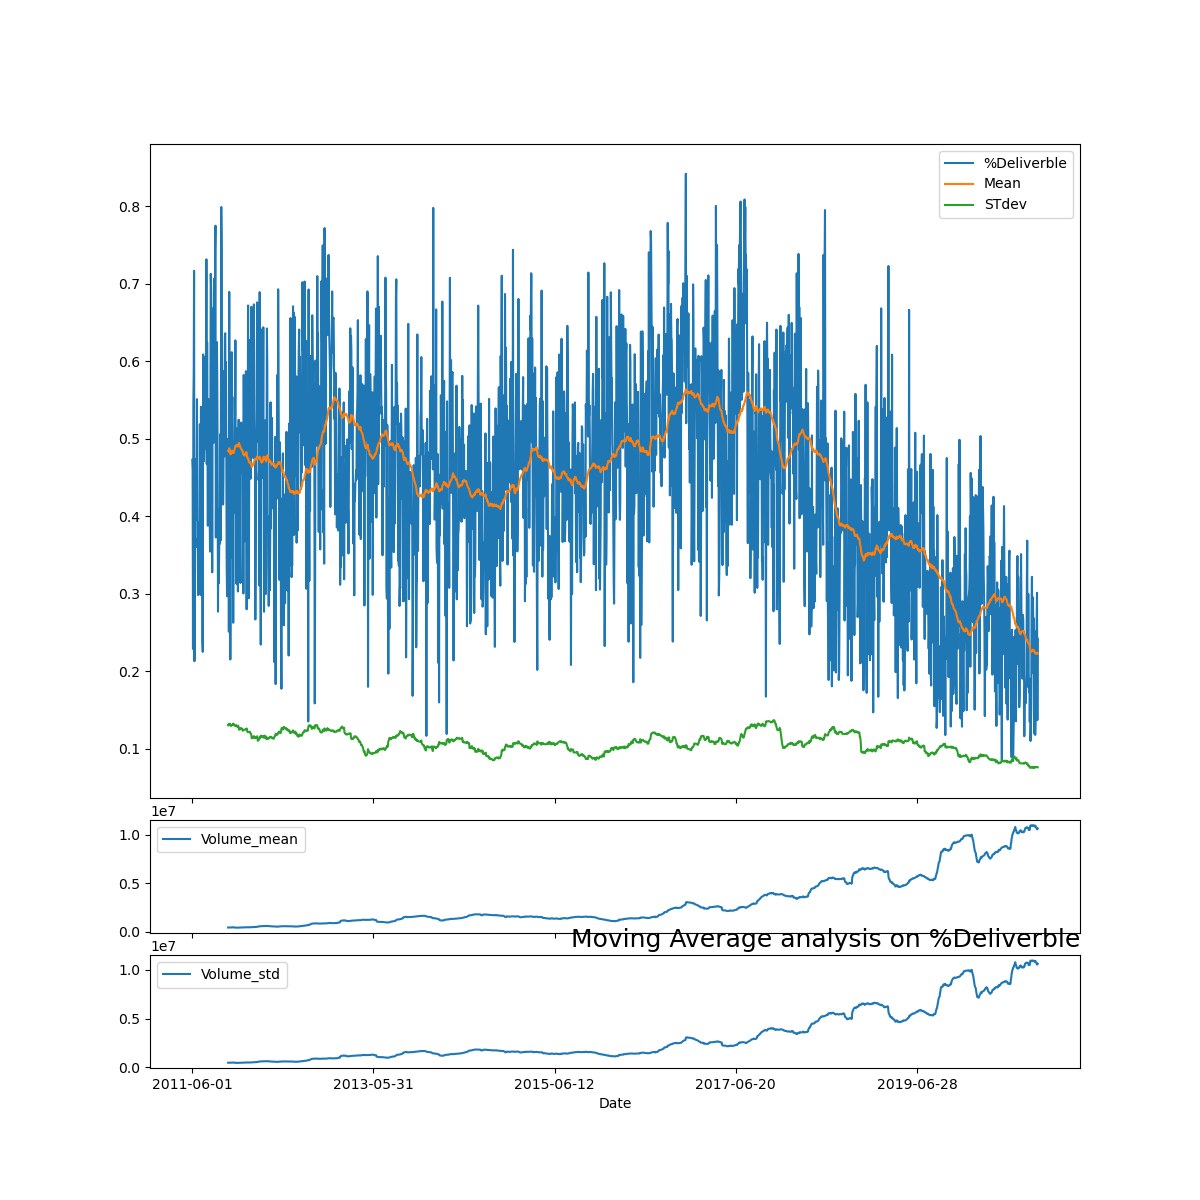 %Deliverble
Mean
STdev
0.8
0.7
0.6
0.5
0.4
0.3
0.2
0.1
1e7
Volume_mean
1.0
0.5
0.0
Moving Average analysis on %Deliverble
1e7
Volume_std
1.0
0.5
0.0
2011-06-01 2013-05-31 2015-06-12 2017-06-20 2019-06-28
Date